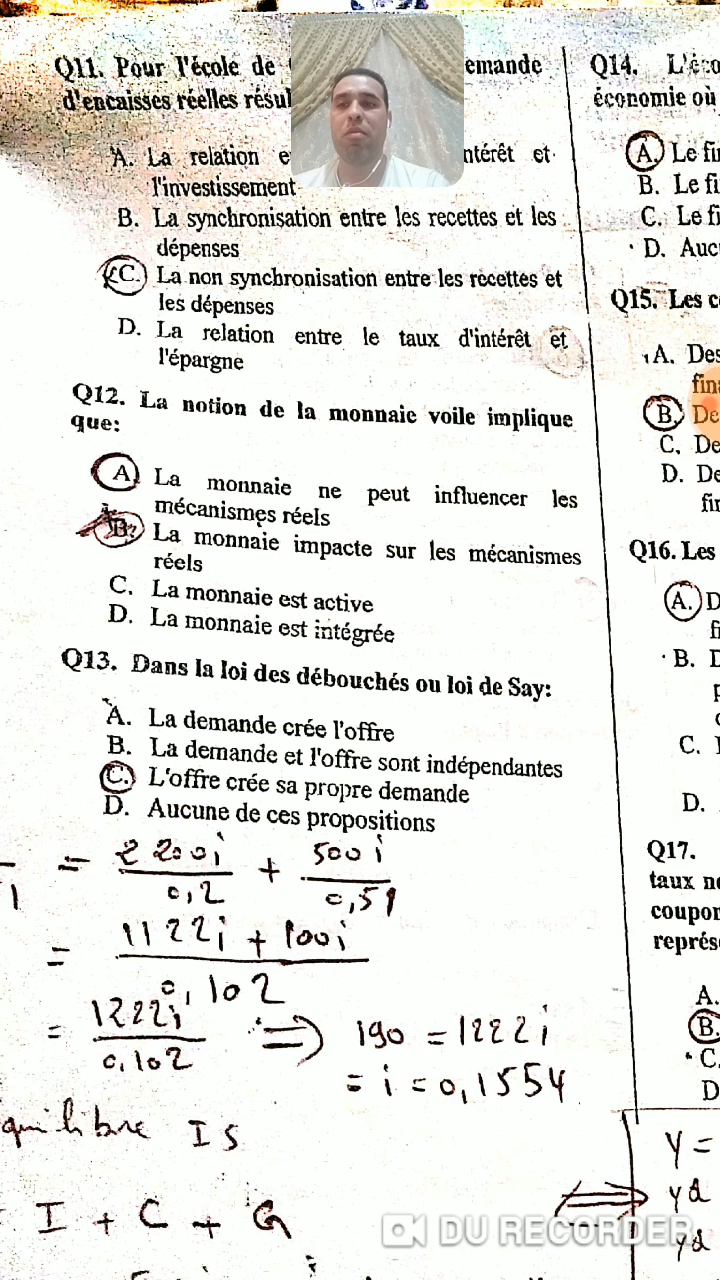 Q11. Pour l'école de emande
d'encaisses réelles résul
A. La relation e ntérêt et
l'investissement
B. La synchronisation entre les recettes et les
dépenses
C. La non synchronisation entre les recettes et
les dépenses
D. La relation entre le taux d'intérêt et
l'épargne
Q12. La notion de la monnaie voile implique
que:
A La monnaie ne peut influencer les
mécanismes réels
B. La monnaie impacte sur les mécanismes
réels
C. La monnaie est active
D. La monnaie est intégrée
Q13. Dans la loi des débouchés ou loi de Say:
A. La demande crée l'offre
B. La demande et l'offre sont indépendantes
C. L'offre crée sa propre demande
D. Aucune de ces propositions
= 2200i/0,2 + 500i/0,51
= 1122i + 100i
0,102
= 1222i/0,102 ⇒ 190 = 1222i
= i = 0,1554
quilibre IS
I + C + G
Q14. L'éco
économie où
A. Le fi
B. Le fi
C. Le fi
D. Auc
Q15. Les c
A. Des
fin
B. De
C. De
D. De
fin
Q16. Les
A. D
fi
B. D
C.
D.
Q17.
taux n
coupon
représ
A.
B.
C.
D
Y =
yd
yd
DU RECORDER